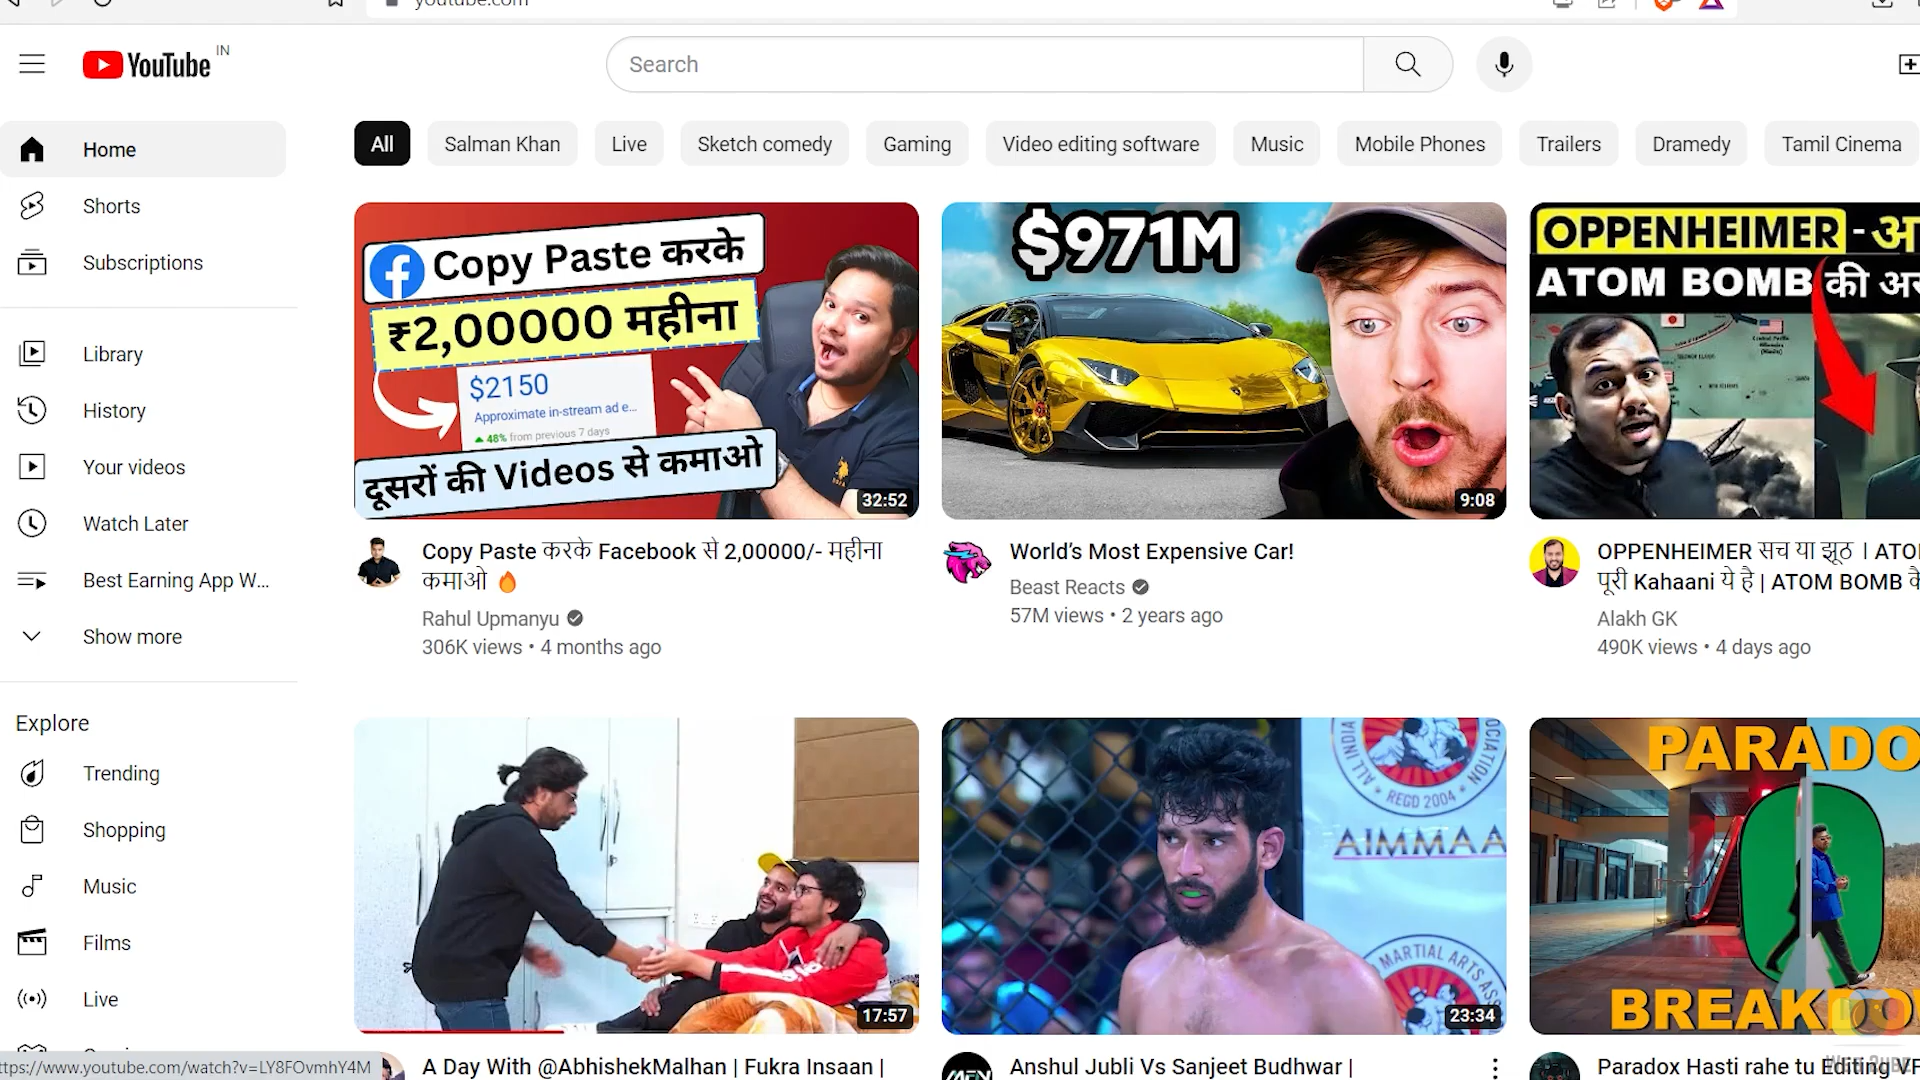 youtube.com
YouTube IN
Search
Home
Shorts
Subscriptions
Library
History
Your videos
Watch Later
Best Earning App W...
Show more
Explore
Trending
Shopping
Music
Films
Live
https://www.youtube.com/watch?v=LY8FOvmhY4M
All
Salman Khan
Live
Sketch comedy
Gaming
Video editing software
Music
Mobile Phones
Trailers
Dramedy
Tamil Cinema
Copy Paste करके
₹2,00000 महीना
$2150
Approximate in-stream ad e...
48% from previous 7 days
दूसरों की Videos से कमाओ
32:52
Copy Paste करके Facebook से 2,00000/- महीना
कमाओ 🔥
Rahul Upmanyu
306K views • 4 months ago
$971M
9:08
World’s Most Expensive Car!
Beast Reacts
57M views • 2 years ago
OPPENHEIMER - अ
ATOM BOMB की अस
OPPENHEIMER सच या झूठ । ATO
पूरी Kahaani ये है | ATOM BOMB कै
Alakh GK
490K views • 4 days ago
17:57
A Day With @AbhishekMalhan | Fukra Insaan |
ALL INDIA
REGD 2004
AIMMAA
MARTIAL ARTS ASS
23:34
MFN
Anshul Jubli Vs Sanjeet Budhwar |
PARADO
BREAKDO
Paradox Hasti rahe tu Editing VF